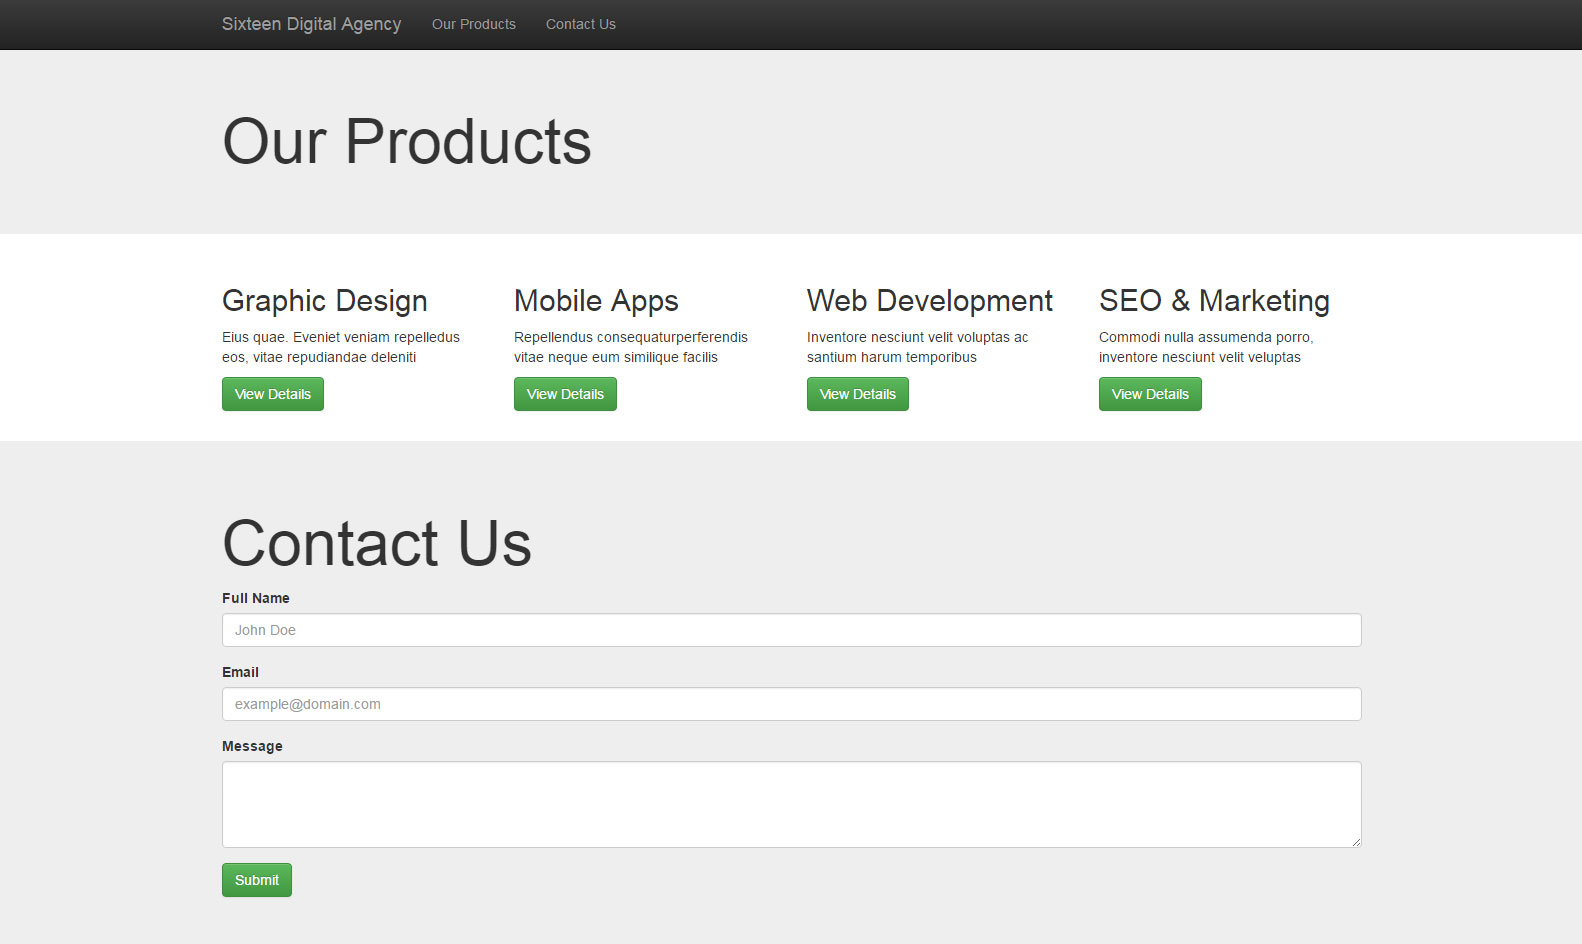 Sixteen Digital Agency Our Products Contact Us
Our Products
Graphic Design
Eius quae. Eveniet veniam repelledus
eos, vitae repudiandae deleniti
View Details
Mobile Apps
Repellendus consequaturperferendis
vitae neque eum similique facilis
View Details
Web Development
Inventore nesciunt velit voluptas ac
santium harum temporibus
View Details
SEO & Marketing
Commodi nulla assumenda porro,
inventore nesciunt velit veluptas
View Details
Contact Us
Full Name
John Doe
Email
example@domain.com
Message
Submit